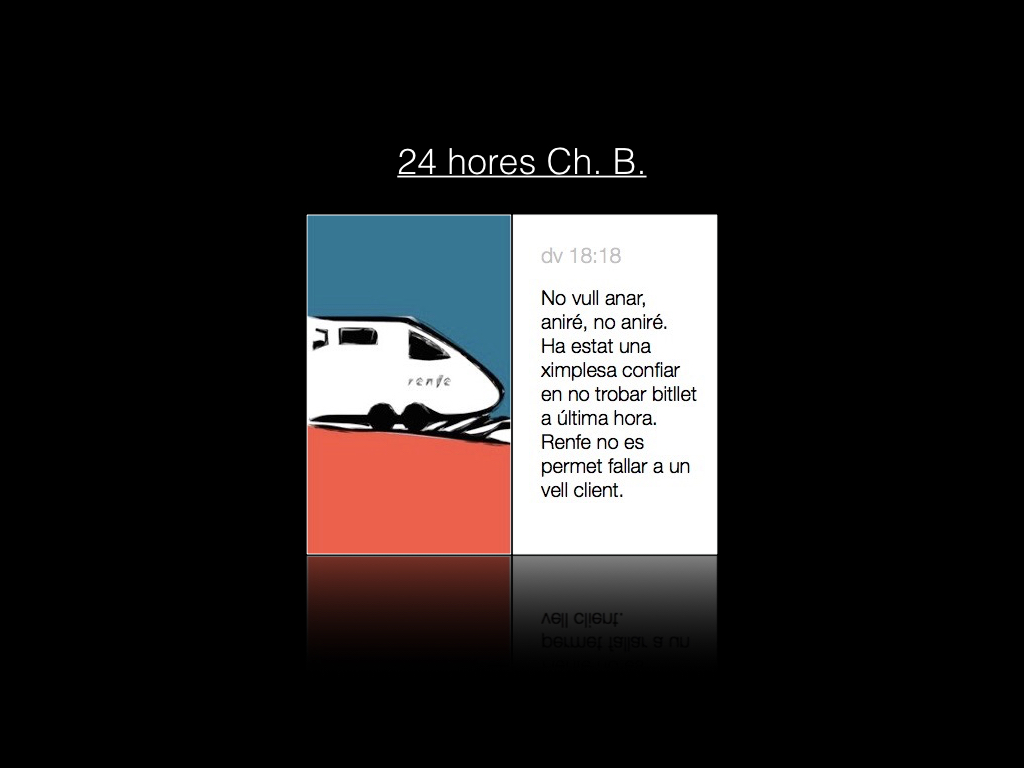 24 hores Ch. B.
renfe
dv 18:18
No vull anar,
aniré, no aniré.
Ha estat una
ximplesa confiar
en no trobar bitllet
a última hora.
Renfe no es
permet fallar a un
vell client.